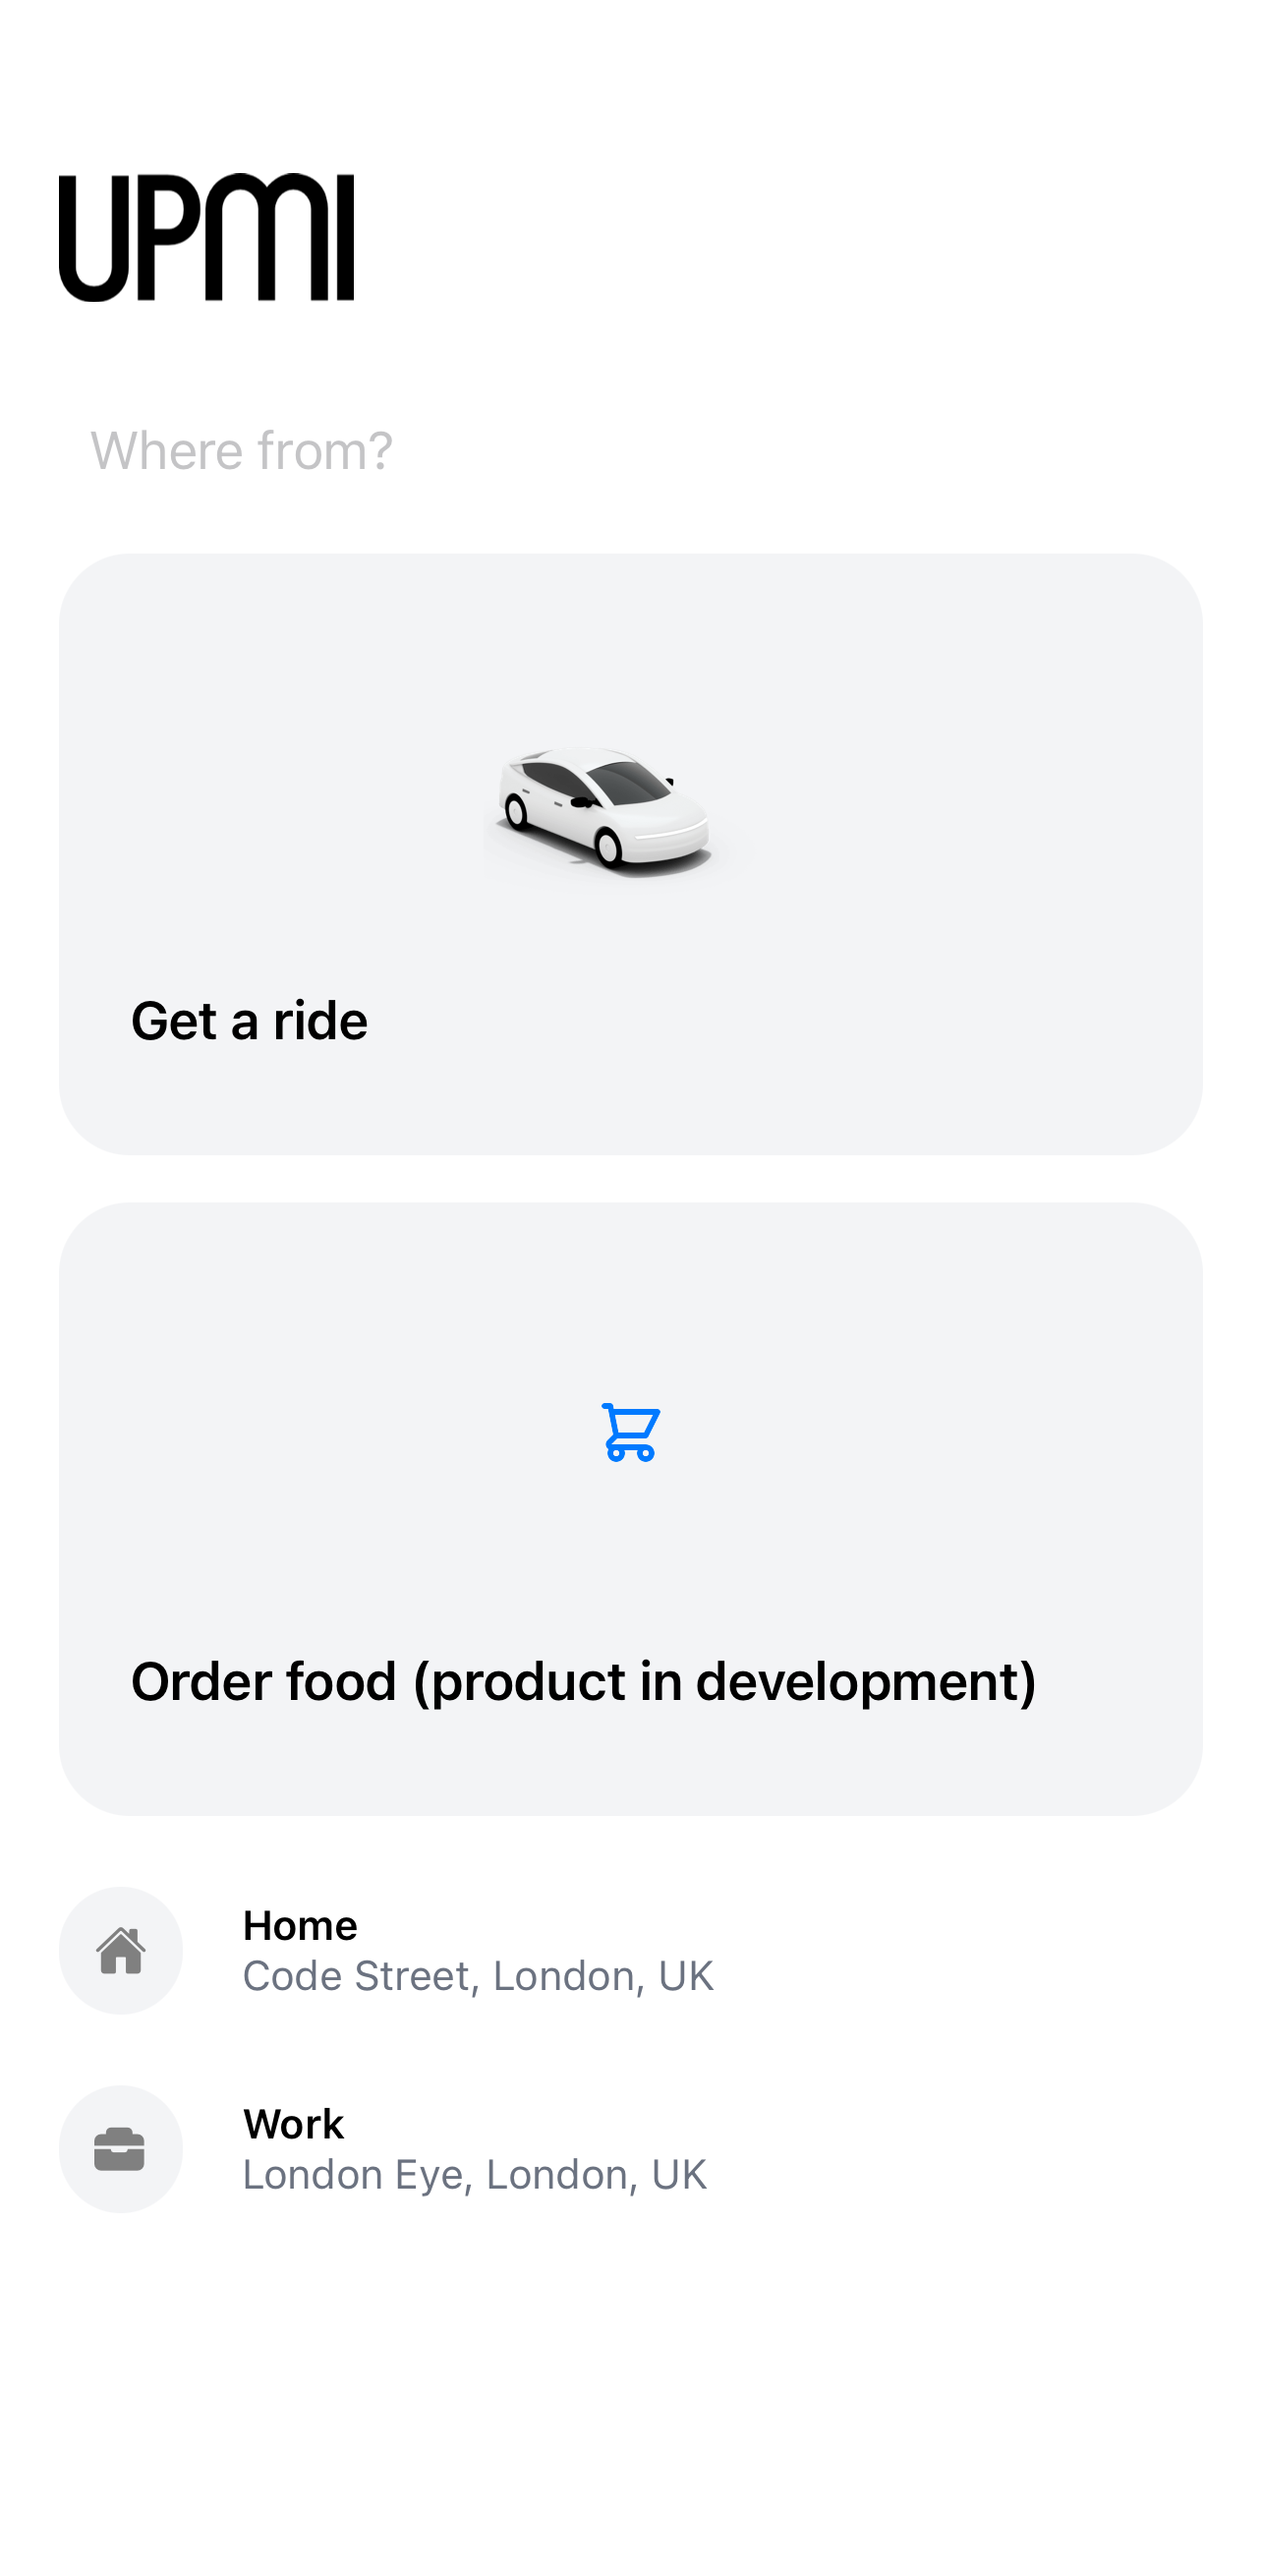 UPMI
Where from?
Get a ride
Order food (product in development)
Home
Code Street, London, UK
Work
London Eye, London, UK